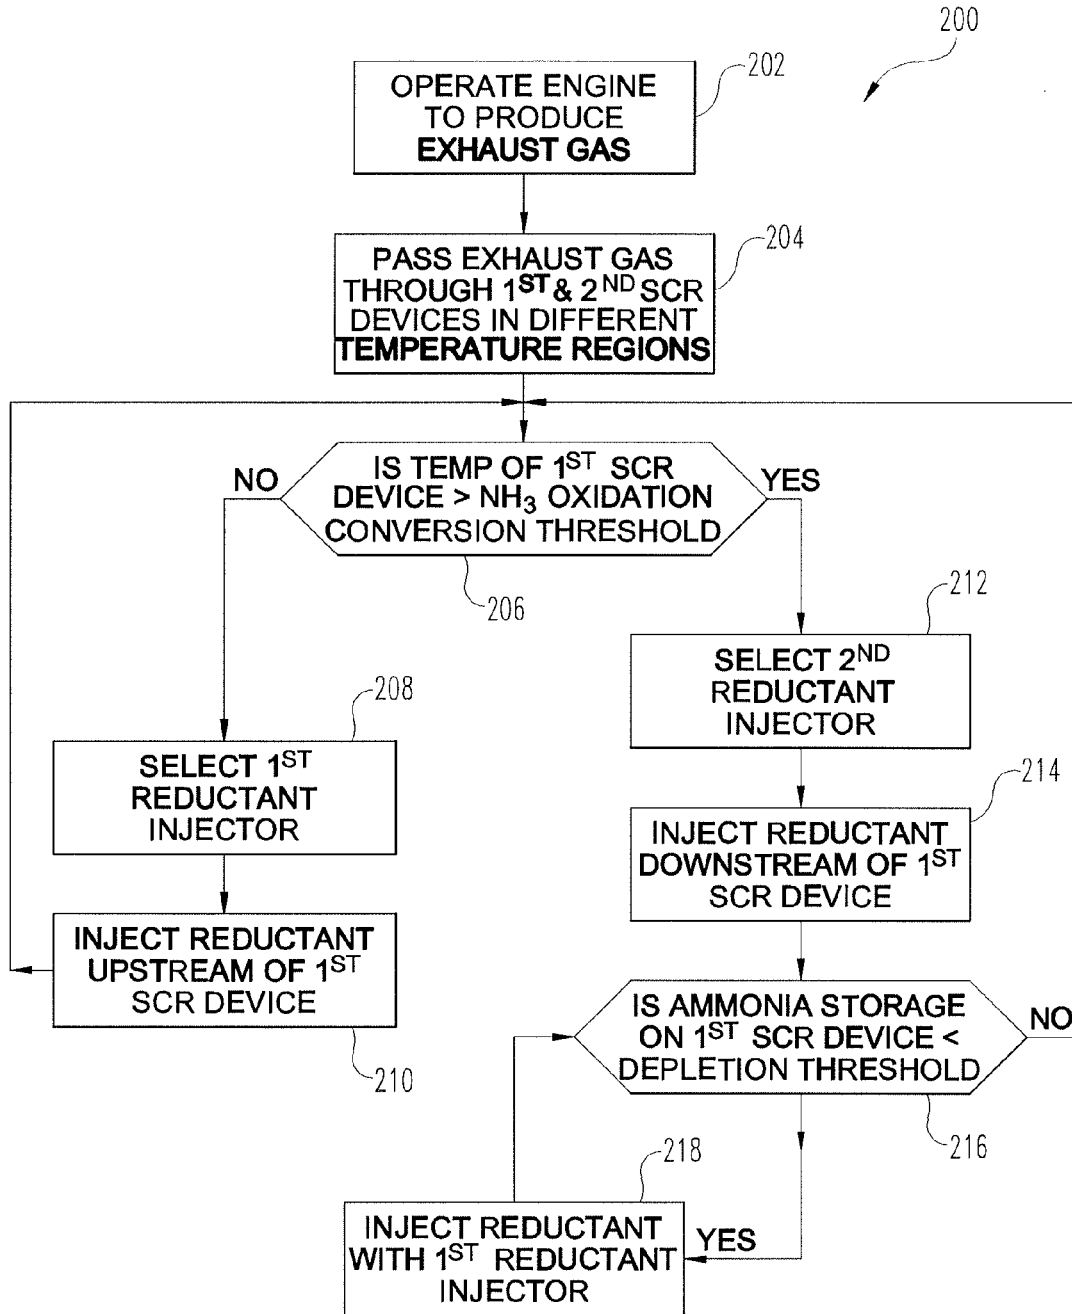 200
202
OPERATE ENGINE
TO PRODUCE
EXHAUST GAS
204
PASS EXHAUST GAS
THROUGH 1ST & 2ND SCR
DEVICES IN DIFFERENT
TEMPERATURE REGIONS
NO
IS TEMP OF 1ST SCR
DEVICE > NH3 OXIDATION
CONVERSION THRESHOLD
YES
206
208
SELECT 1ST
REDUCTANT
INJECTOR
INJECT REDUCTANT
UPSTREAM OF 1ST
SCR DEVICE
210
212
SELECT 2ND
REDUCTANT
INJECTOR
214
INJECT REDUCTANT
DOWNSTREAM OF 1ST
SCR DEVICE
IS AMMONIA STORAGE
ON 1ST SCR DEVICE <
DEPLETION THRESHOLD
NO
216
218
YES
INJECT REDUCTANT
WITH 1ST REDUCTANT
INJECTOR